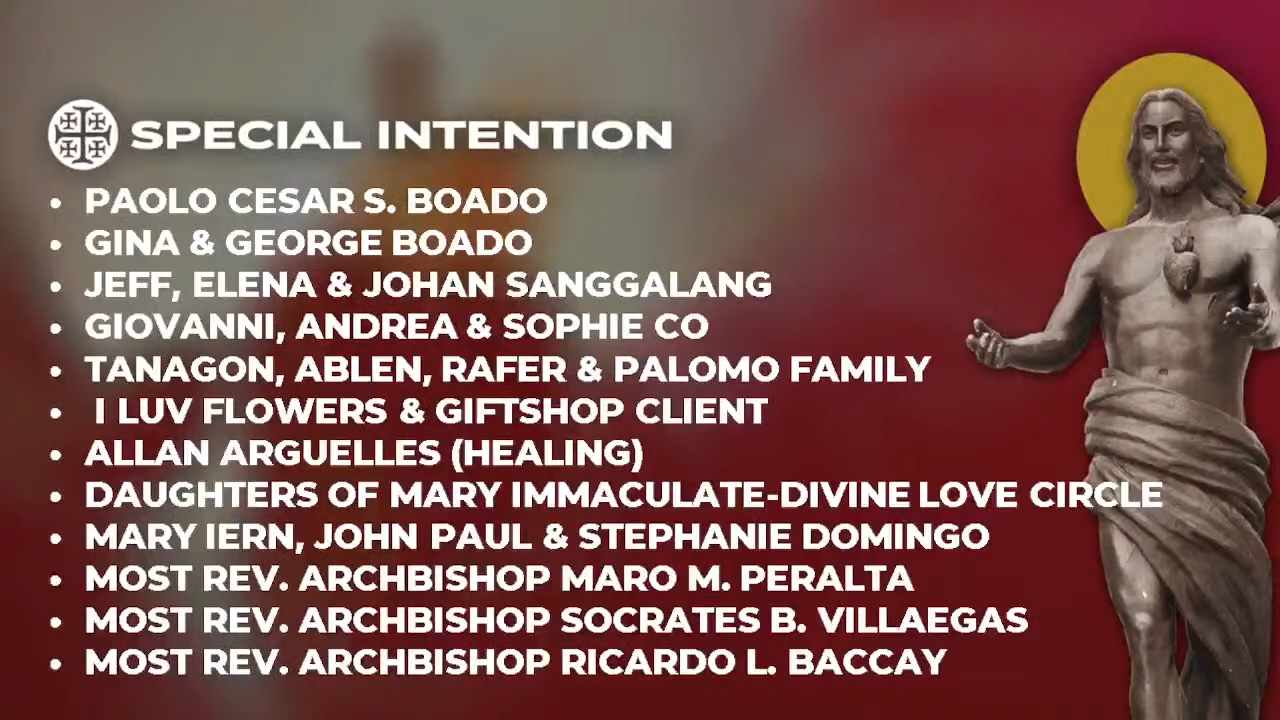 SPECIAL INTENTION
• PAOLO CESAR S. BOADO
• GINA & GEORGE BOADO
• JEFF, ELENA & JOHAN SANGGALANG
• GIOVANNI, ANDREA & SOPHIE CO
• TANAGON, ABLEN, RAFER & PALOMO FAMILY
• I LUV FLOWERS & GIFTSHOP CLIENT
• ALLAN ARGUELLES (HEALING)
• DAUGHTERS OF MARY IMMACULATE-DIVINE LOVE CIRCLE
• MARY IERN, JOHN PAUL & STEPHANIE DOMINGO
• MOST REV. ARCHBISHOP MARO M. PERALTA
• MOST REV. ARCHBISHOP SOCRATES B. VILLAEGAS
• MOST REV. ARCHBISHOP RICARDO L. BACCAY